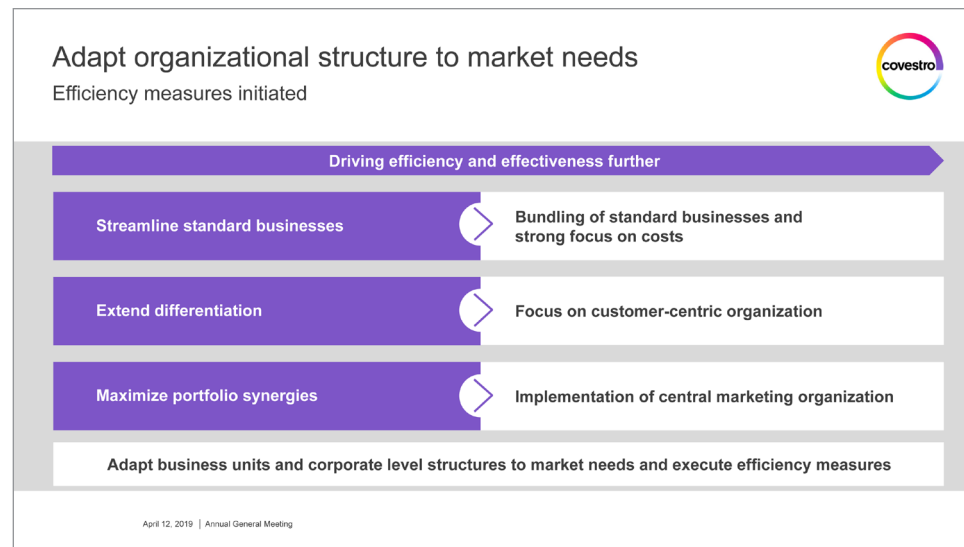 Adapt organizational structure to market needs
Efficiency measures initiated
covestro
Driving efficiency and effectiveness further
Streamline standard businesses
Bundling of standard businesses and
strong focus on costs
Extend differentiation
Focus on customer-centric organization
Maximize portfolio synergies
Implementation of central marketing organization
Adapt business units and corporate level structures to market needs and execute efficiency measures
April 12, 2019 | Annual General Meeting